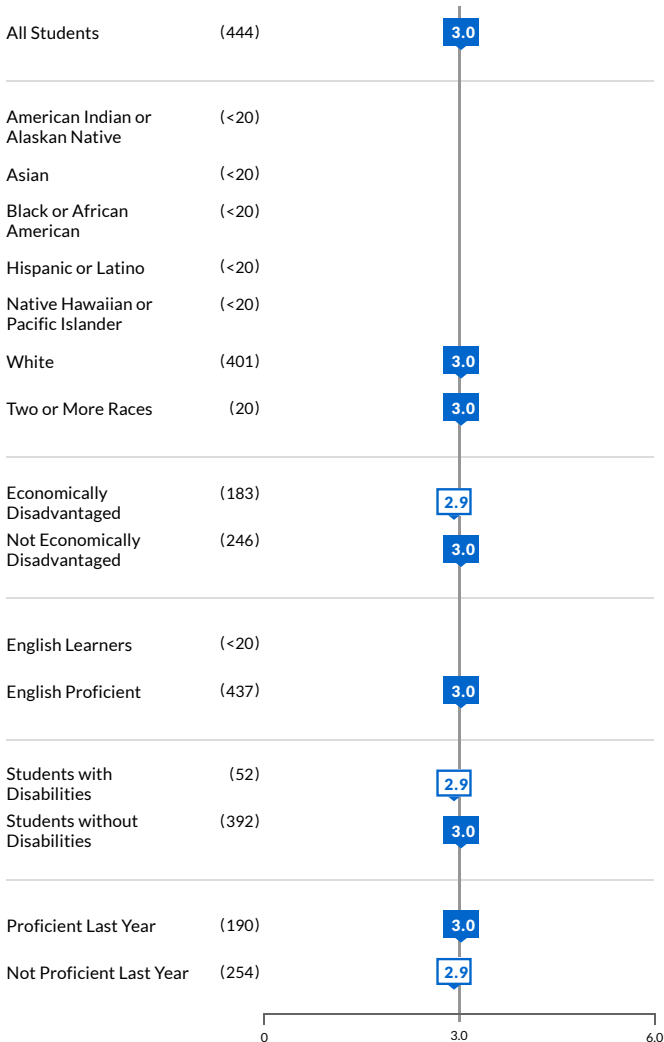 All Students (444) 3.0
American Indian or (<20)
Alaskan Native
Asian (<20)
Black or African (<20)
American
Hispanic or Latino (<20)
Native Hawaiian or (<20)
Pacific Islander
White (401) 3.0
Two or More Races (20) 3.0
Economically (183) 2.9
Disadvantaged
Not Economically (246) 3.0
Disadvantaged
English Learners (<20)
English Proficient (437) 3.0
Students with (52) 2.9
Disabilities
Students without (392) 3.0
Disabilities
Proficient Last Year (190) 3.0
Not Proficient Last Year (254) 2.9
0 3.0 6.0